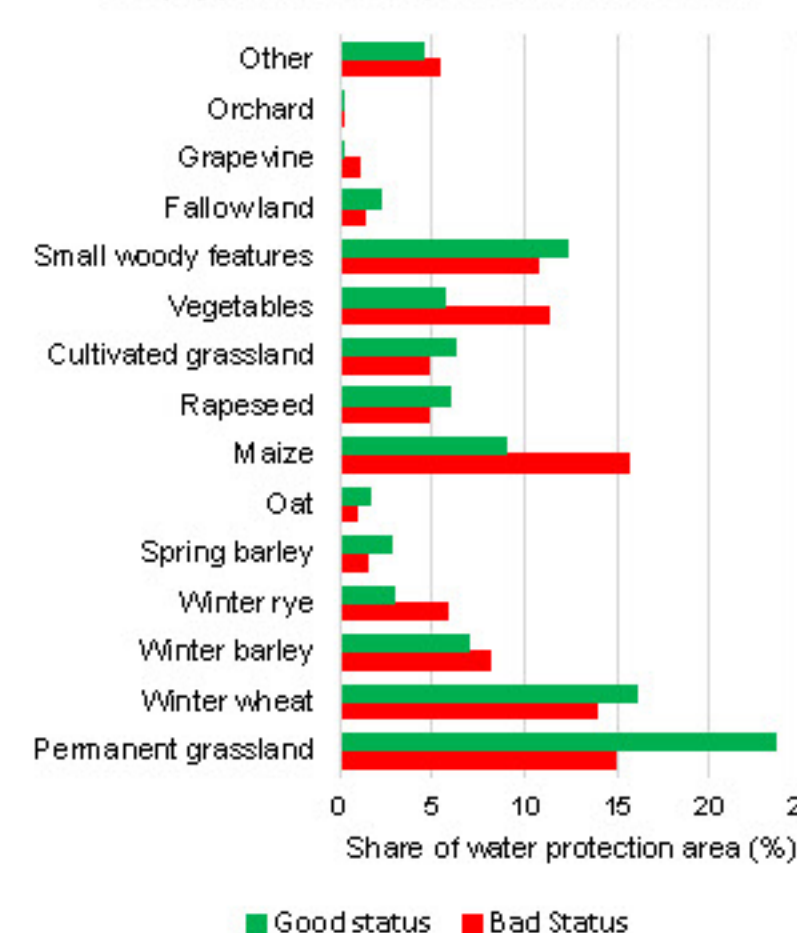 Other
Orchard
Grapevine
Fallowland
Small woody features
Vegetables
Cultivated grassland
Rapeseed
Maize
Oat
Spring barley
Winter rye
Winter barley
Winter wheat
Permanent grassland
0 5 10 15 20
Share of water protection area (%)
Good status Bad Status